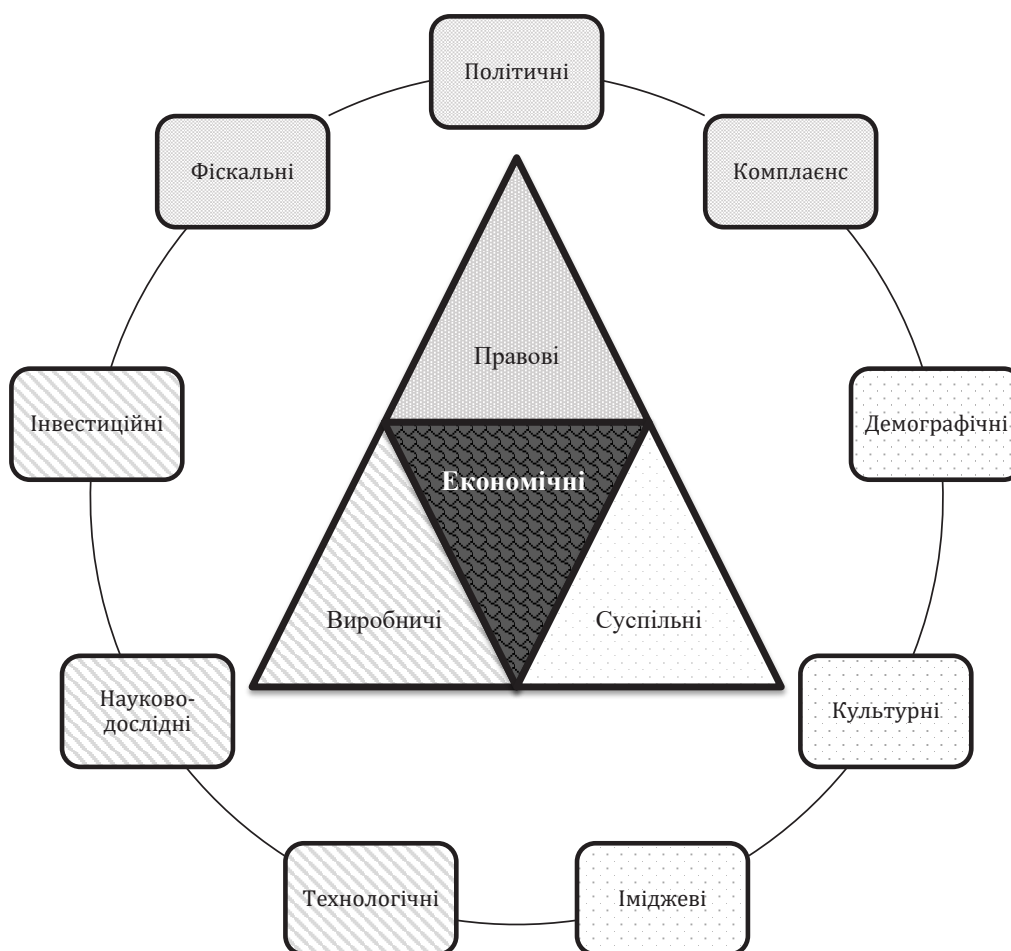 Політичні
Фіскальні
Комплаєнс
Правові
Інвестиційні
Демографічні
Економічні
Виробничі
Суспільні
Науково-
дослідні
Культурні
Технологічні
Іміджеві